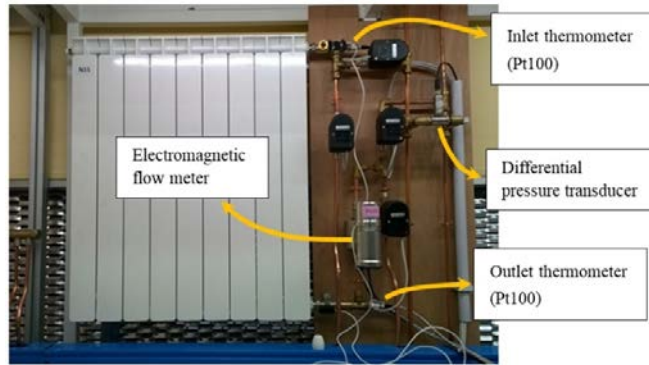 Inlet thermometer
(Pt100)
Electromagnetic
flow meter
Differential
pressure transducer
Outlet thermometer
(Pt100)